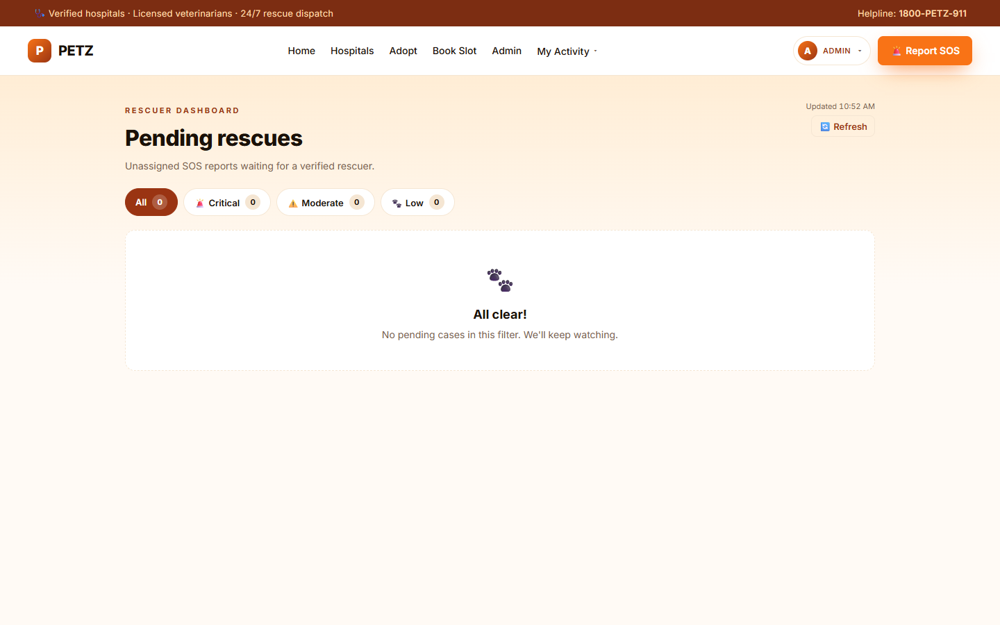 Verified hospitals · Licensed veterinarians · 24/7 rescue dispatch
Helpline: 1800-PETZ-911
P PETZ
Home Hospitals Adopt Book Slot Admin My Activity
A ADMIN
Report SOS
RESCUER DASHBOARD
Updated 10:52 AM
Pending rescues
Refresh
Unassigned SOS reports waiting for a verified rescuer.
All 0 Critical 0 Moderate 0 Low 0
All clear!
No pending cases in this filter. We'll keep watching.